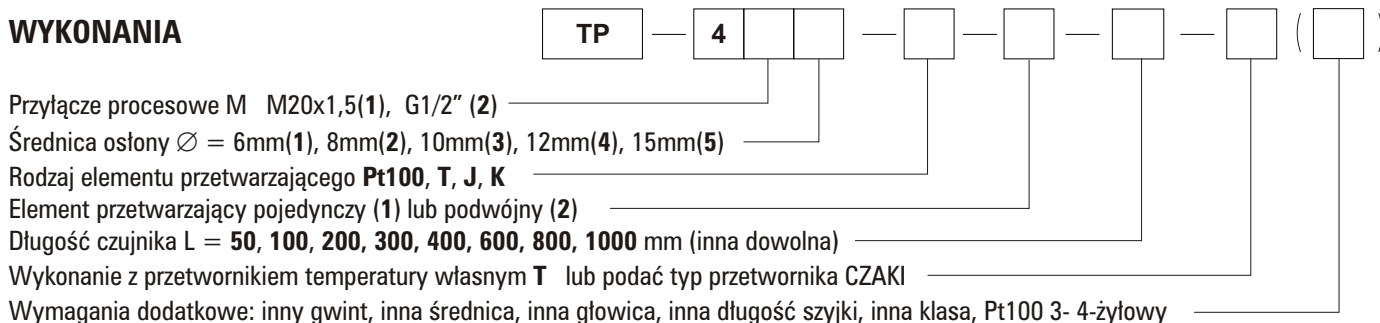 WYKONANIA TP — 4 — - — — ( )
Przyłącze procesowe M M20x1,5(1), G1/2” (2)
Średnica osłony ∅ = 6mm(1), 8mm(2), 10mm(3), 12mm(4), 15mm(5)
Rodzaj elementu przetwarzającego Pt100, T, J, K
Element przetwarzający pojedynczy (1) lub podwójny (2)
Długość czujnika L = 50, 100, 200, 300, 400, 600, 800, 1000 mm (inna dowolna)
Wykonanie z przetwornikiem temperatury własnym T lub podać typ przetwornika CZAKI
Wymagania dodatkowe: inny gwint, inna średnica, inna głowica, inna długość szyjki, inna klasa, Pt100 3- 4-żyłowy